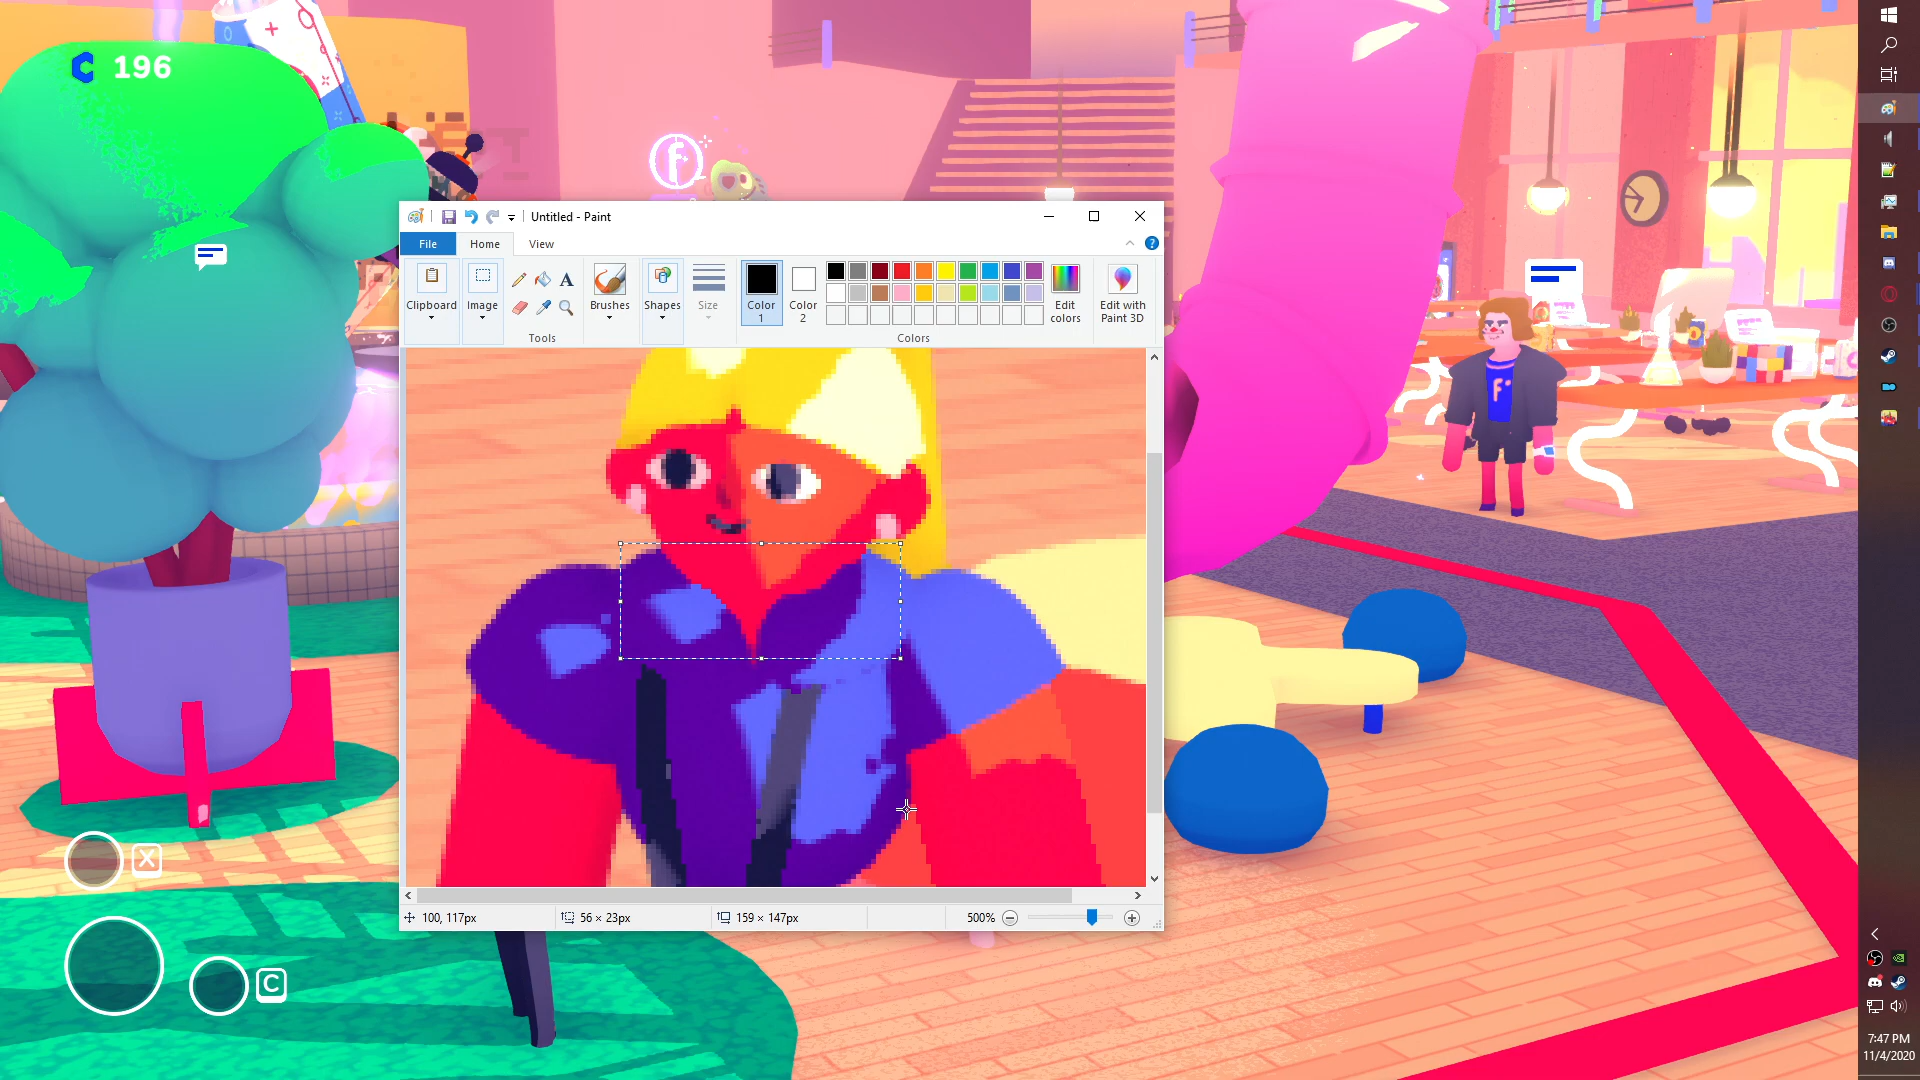 196
Untitled - Paint
File
Home
View
Clipboard
Image
Brushes
Shapes
Size
Color
1
Color
2
Edit
colors
Edit with
Paint 3D
A
Tools
Colors
f
f
X
C
100, 117px
56 × 23px
159 × 147px
500%
7:47 PM
11/4/2020